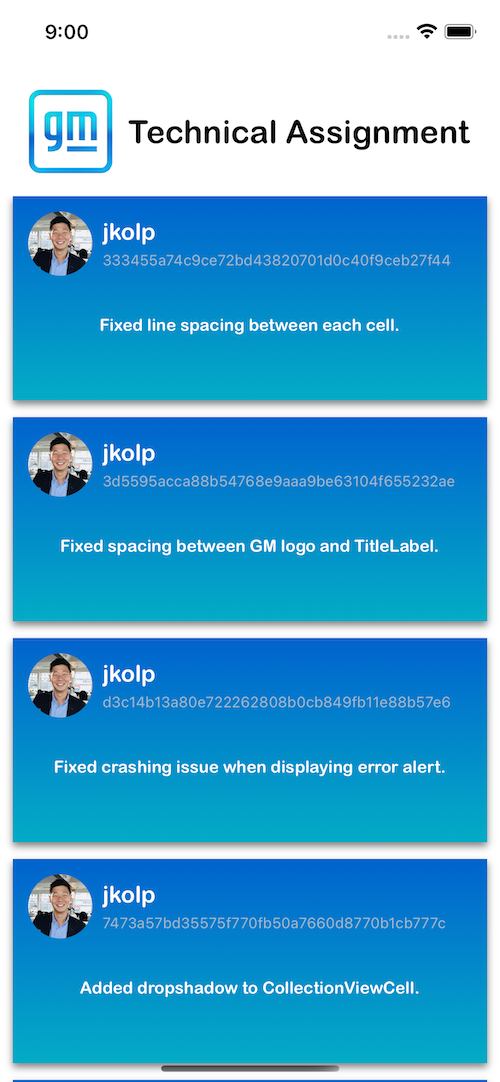 9:00
gm
Technical Assignment
jkolp
333455a74c9ce72bd43820701d0c40f9ceb27f44
Fixed line spacing between each cell.
jkolp
3d5595acca88b54768e9aaa9be63104f655232ae
Fixed spacing between GM logo and TitleLabel.
jkolp
d3c14b13a80e722262808b0cb849fb11e88b57e6
Fixed crashing issue when displaying error alert.
jkolp
7473a57bd35575f770fb50a7660d8770b1cb777c
Added dropshadow to CollectionViewCell.